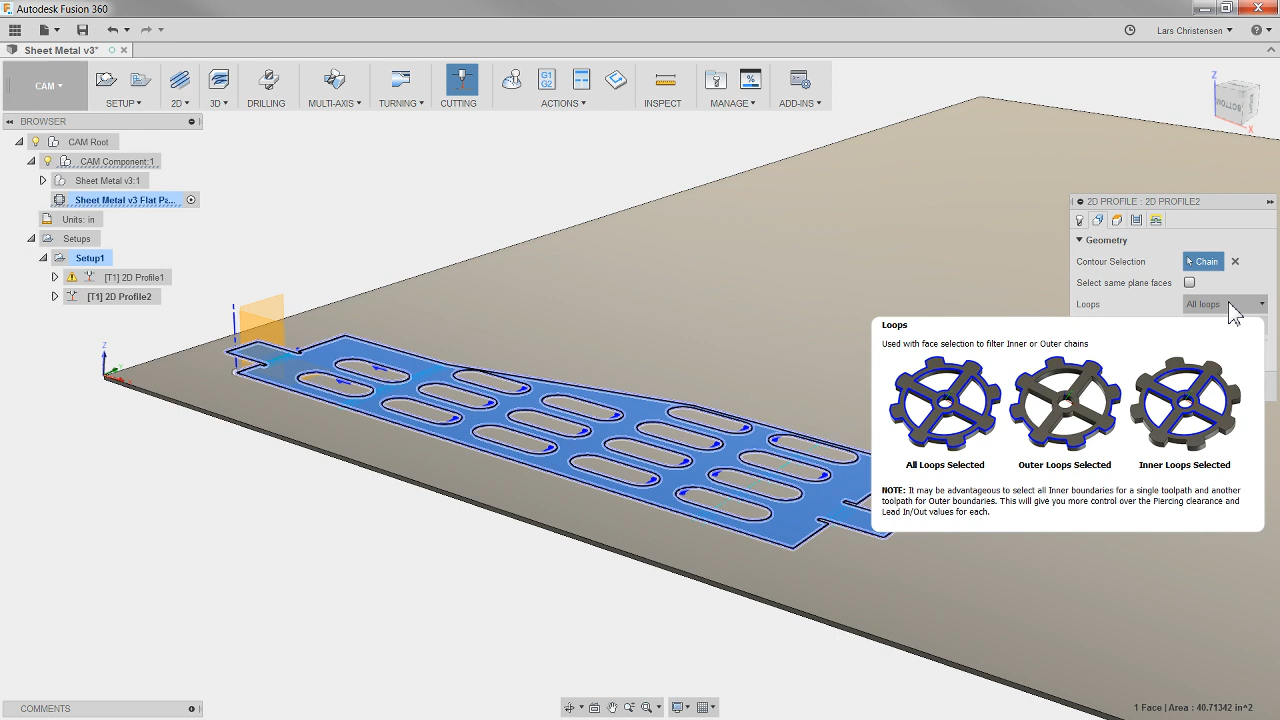 Autodesk Fusion 360
Lars Christensen
Sheet Metal v3*
CAM
SETUP
2D
3D
DRILLING
MULTI-AXIS
TURNING
CUTTING
G1
G2
ACTIONS
INSPECT
MANAGE
ADD-INS
BROWSER
CAM Root
CAM Component:1
Sheet Metal v3:1
Sheet Metal v3 Flat Pa...
Units: in
Setups
Setup1
[T1] 2D Profile1
[T1] 2D Profile2
Z
X
BOTTOM
Z
2D PROFILE : 2D PROFILE2
Geometry
Contour Selection
Chain
Select same plane faces
Loops
All loops
Loops
Used with face selection to filter Inner or Outer chains
All Loops Selected
Outer Loops Selected
Inner Loops Selected
NOTE: It may be advantageous to select all Inner boundaries for a single toolpath and another
toolpath for Outer boundaries. This will give you more control over the Piercing clearance and
Lead In/Out values for each.
COMMENTS
1 Face | Area : 40.71342 in^2